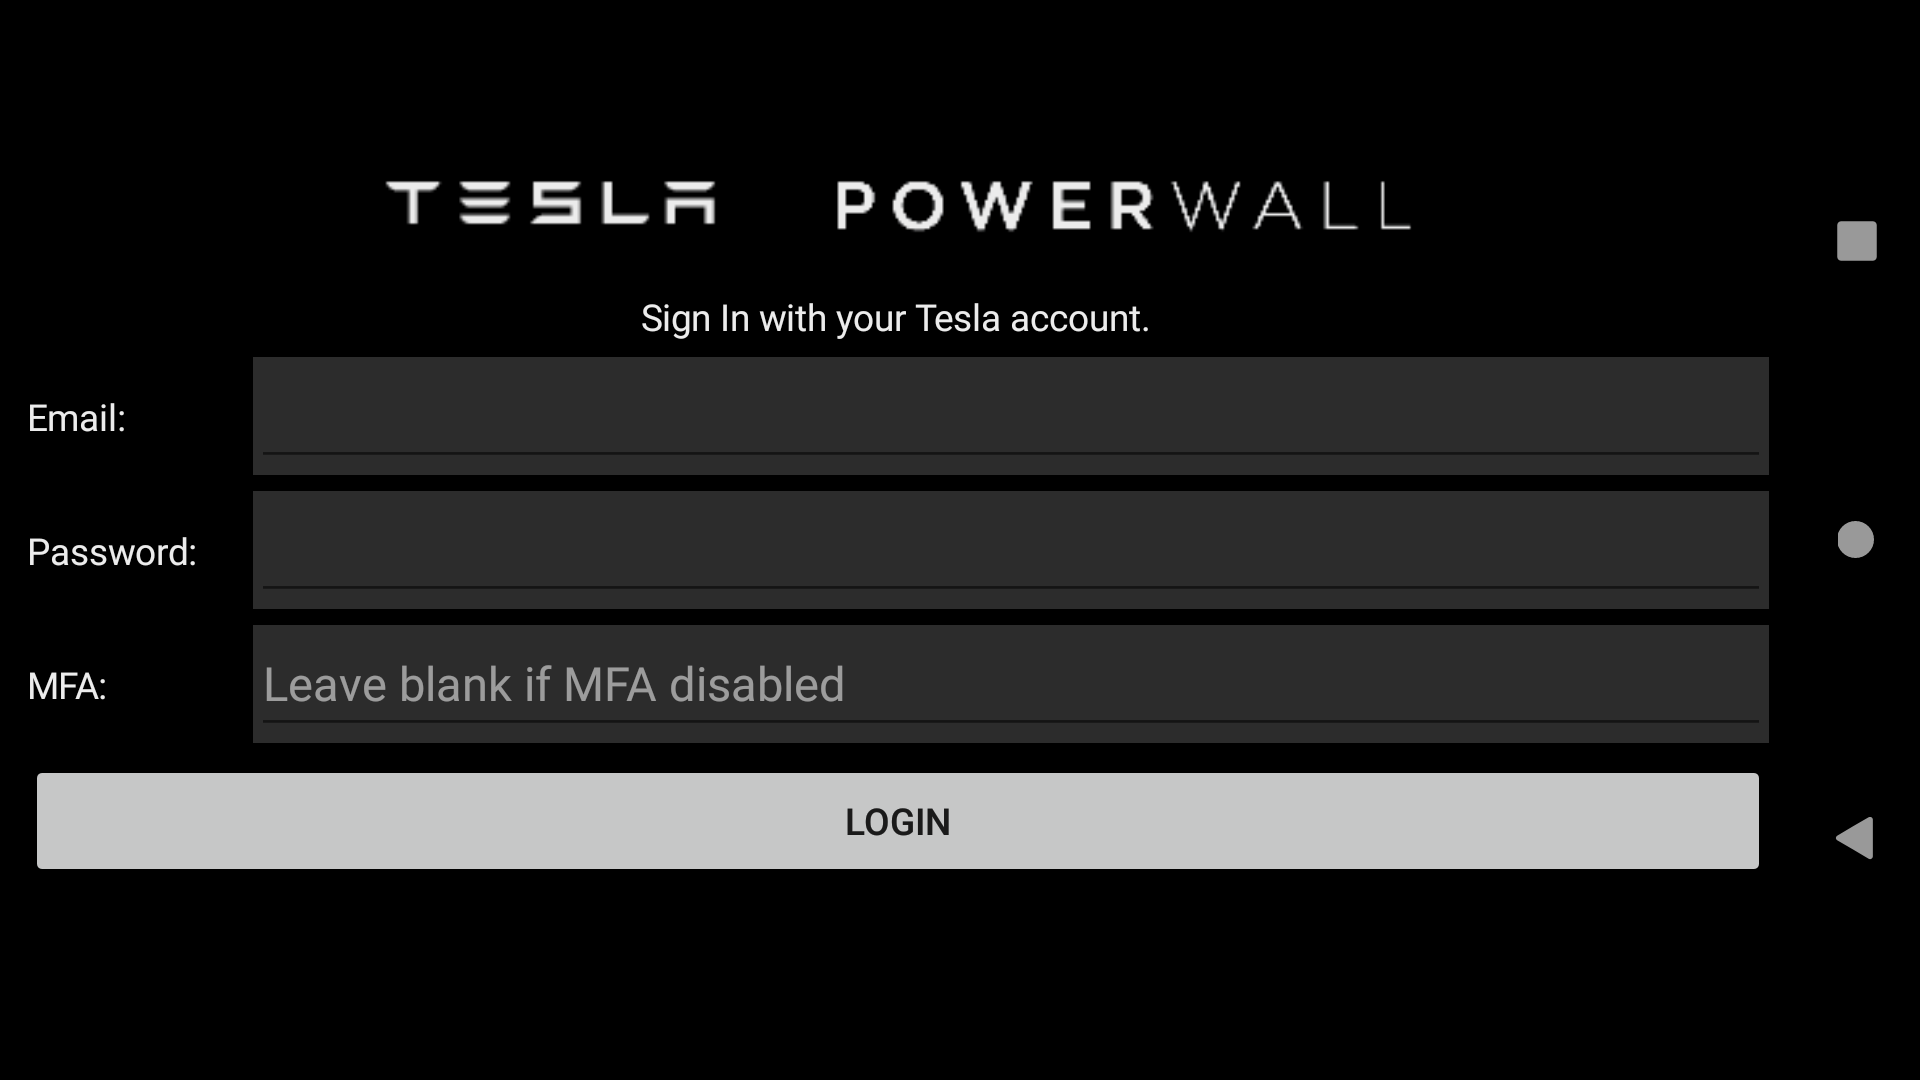 TESLA POWERWALL
Sign In with your Tesla account.
Email:
Password:
MFA: Leave blank if MFA disabled
LOGIN